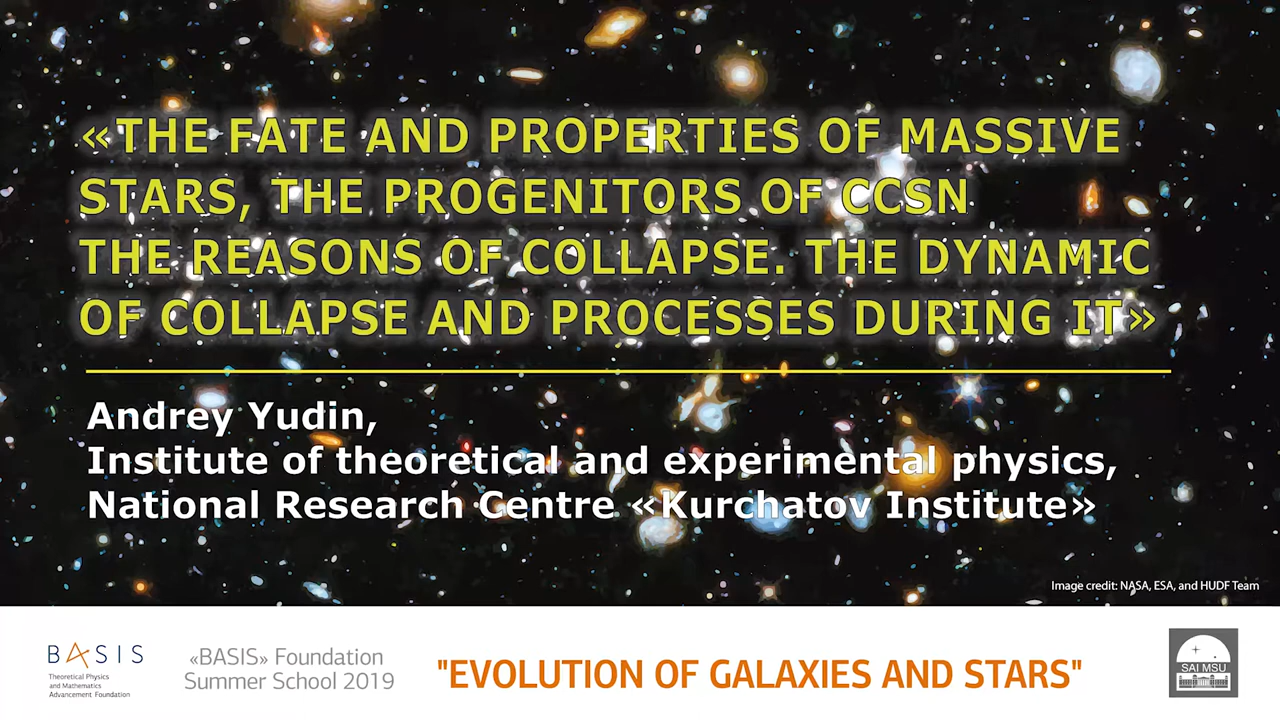 «THE FATE AND PROPERTIES OF MASSIVE
STARS, THE PROGENITORS OF CCSN
THE REASONS OF COLLAPSE. THE DYNAMIC
OF COLLAPSE AND PROCESSES DURING IT»
Andrey Yudin,
Institute of theoretical and experimental physics,
National Research Centre «Kurchatov Institute»
Image credit: NASA, ESA, and HUDF Team
BASIS
Theoretical Physics
and Mathematics
Advancement Foundation
«BASIS» Foundation
Summer School 2019
"EVOLUTION OF GALAXIES AND STARS"
SAI MSU